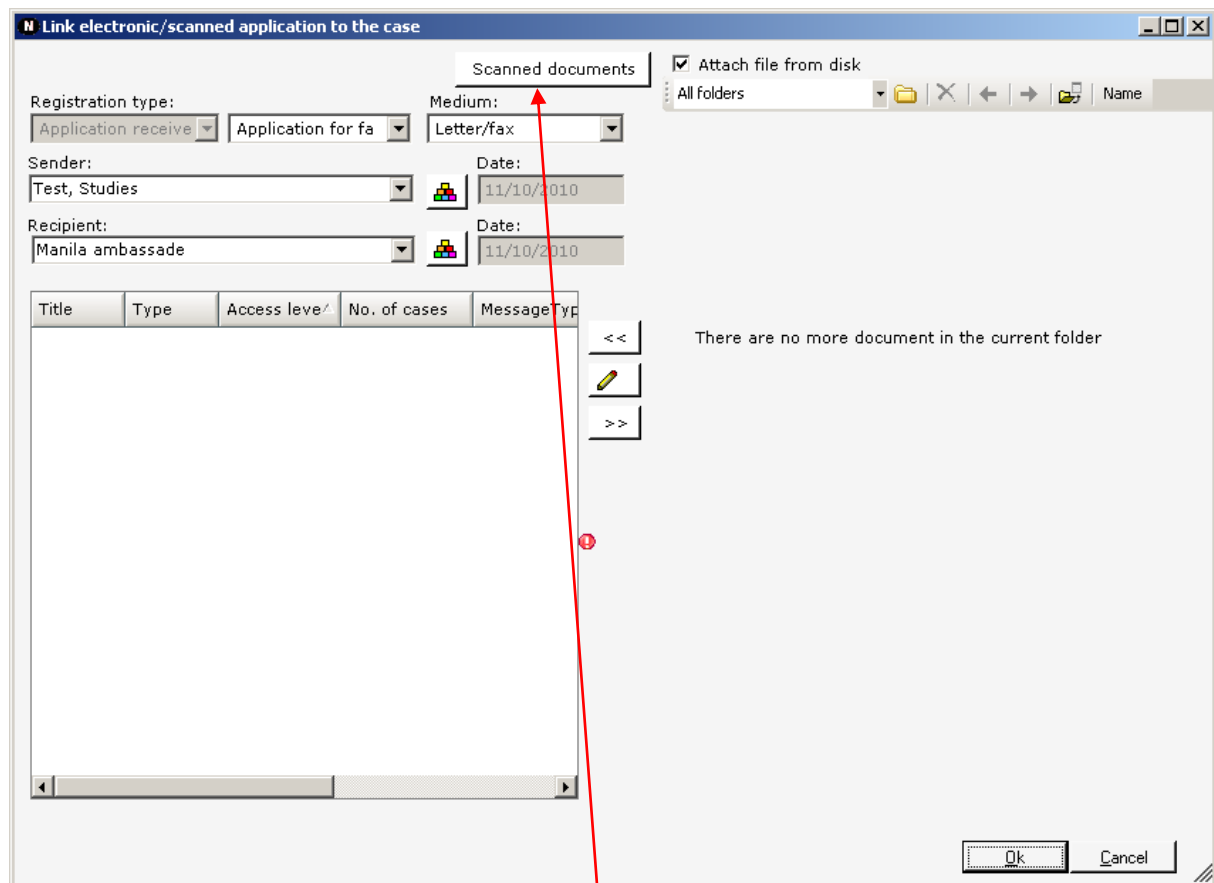 Link electronic/scanned application to the case
Scanned documents
Attach file from disk
All folders
Name
Registration type:
Medium:
Application receive
Application for fa
Letter/fax
Sender:
Date:
Test, Studies
11/10/2010
Recipient:
Date:
Manila ambassade
11/10/2010
Title Type Access leve No. of cases MessageTyp
<<
There are no more document in the current folder
>>
Ok
Cancel